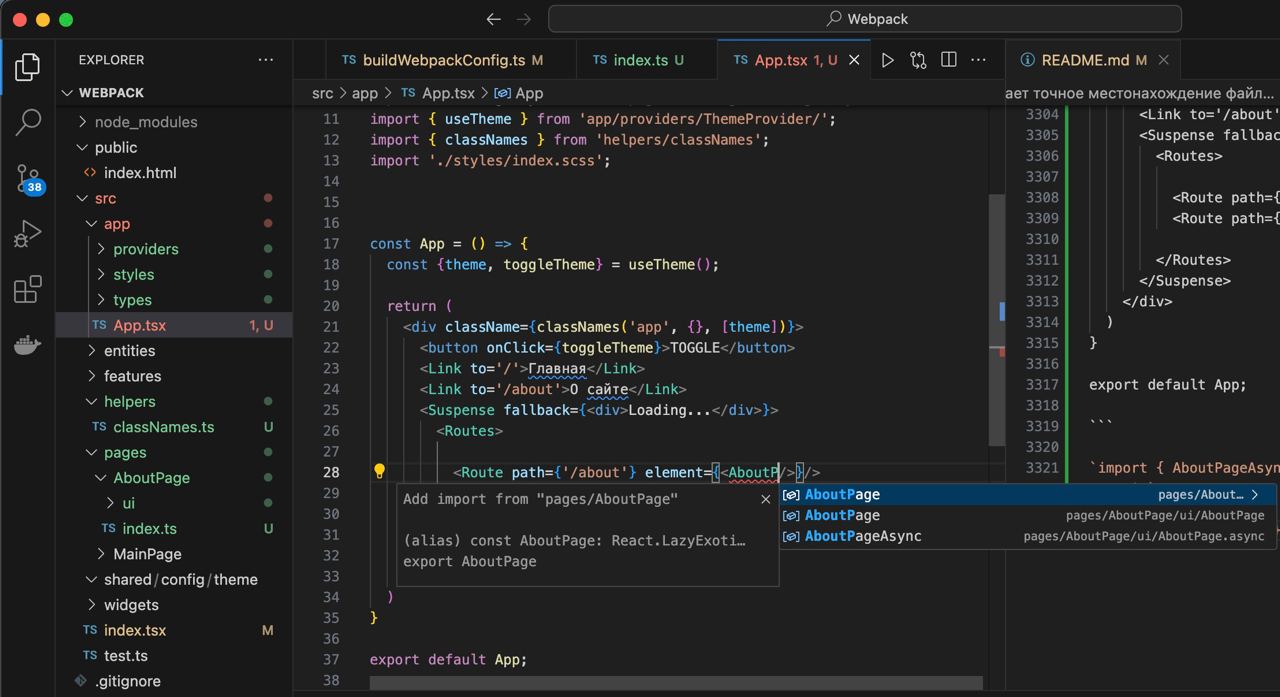 Webpack
EXPLORER
WEBPACK
node_modules
public
index.html
src
app
providers
styles
types
TS App.tsx 1, U
entities
features
helpers
TS classNames.ts U
pages
AboutPage
ui
TS index.ts U
MainPage
shared/config/theme
widgets
TS index.tsx M
TS test.ts
.gitignore
38
TS buildWebpackConfig.ts M
TS index.ts U
TS App.tsx 1, U
README.md M
src > app > TS App.tsx > App
11 import { useTheme } from 'app/providers/ThemeProvider/';
12 import { classNames } from 'helpers/classNames';
13 import './styles/index.scss';
14
15
16
17 const App = () => {
18 const {theme, toggleTheme} = useTheme();
19
20 return (
21 <div className={classNames('app', {}, [theme])}>
22 <button onClick={toggleTheme}>TOGGLE</button>
23 <Link to='/'>Главная</Link>
24 <Link to='/about'>О сайте</Link>
25 <Suspense fallback={<div>Loading...</div>}>
26 <Routes>
27
28 <Route path={'/about'} element={<AboutP/>}/>
29
30
31
32
33
34 )
35 }
36
37 export default App;
38
Add import from "pages/AboutPage"
(alias) const AboutPage: React.LazyExoti…
export AboutPage
AboutPage pages/About… >
AboutPage pages/AboutPage/ui/AboutPage
AboutPageAsync pages/AboutPage/ui/AboutPage.async
ает точное местонахождение файл...
3304 <Link to='/about'
3305 <Suspense fallba
3306 <Routes>
3307
3308 <Route path={
3309 <Route path={
3310
3311 </Routes>
3312 </Suspense>
3313 </div>
3314 )
3315 }
3316
3317 export default App;
3318
3319 ```
3320
3321 `import { AboutPageAsyn